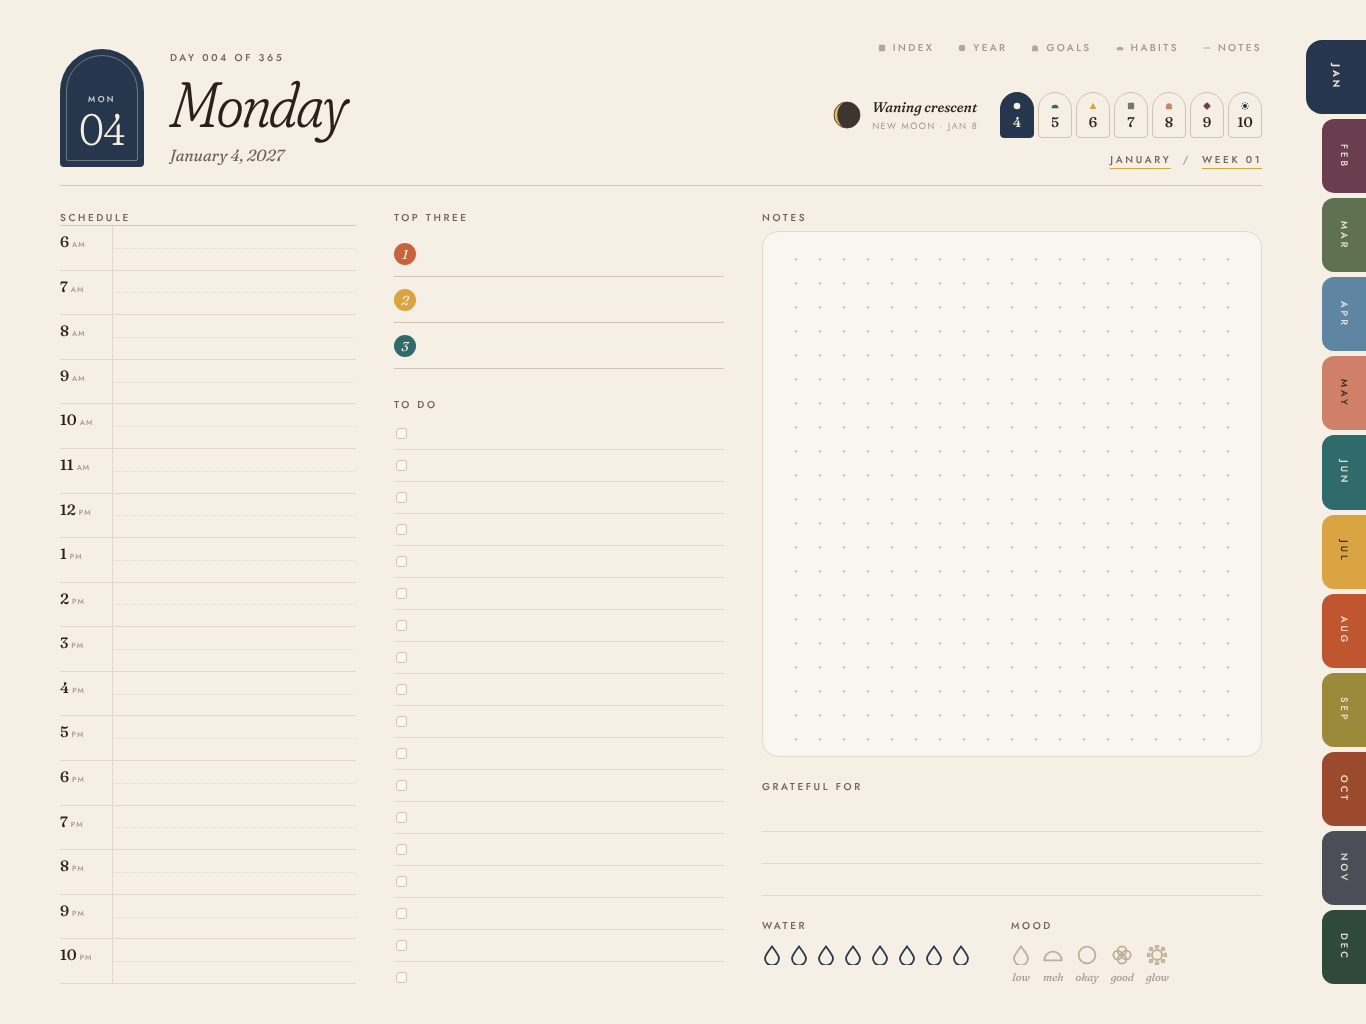 INDEX YEAR GOALS HABITS NOTES
MON
04
DAY 004 OF 365
Monday
January 4, 2027
Waning crescent
NEW MOON · JAN 8
4 5 6 7 8 9 10
JANUARY / WEEK 01
SCHEDULE
6 AM
7 AM
8 AM
9 AM
10 AM
11 AM
12 PM
1 PM
2 PM
3 PM
4 PM
5 PM
6 PM
7 PM
8 PM
9 PM
10 PM
TOP THREE
1
2
3
TO DO
NOTES
GRATEFUL FOR
WATER
MOOD
low meh okay good glow
JAN
FEB
MAR
APR
MAY
JUN
JUL
AUG
SEP
OCT
NOV
DEC